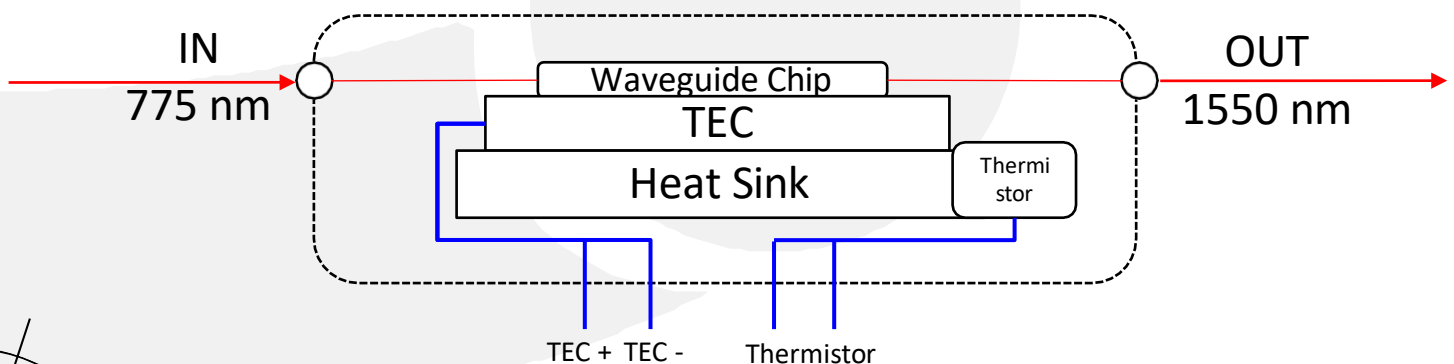 IN
775 nm
Waveguide Chip
TEC
Heat Sink
Thermi
stor
OUT
1550 nm
TEC + TEC -
Thermistor